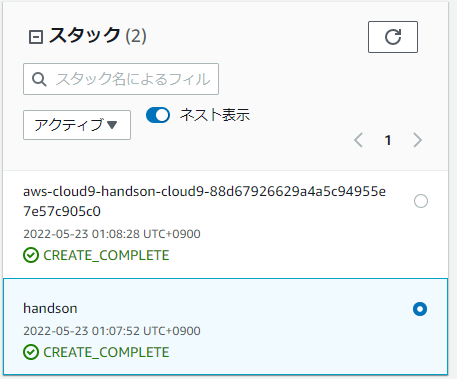 スタック (2)
スタック名によるフィル
アクティブ▼
ネスト表示
1
aws-cloud9-handson-cloud9-88d67926629a4a5c94955e
7e57c905c0
2022-05-23 01:08:28 UTC+0900
CREATE_COMPLETE
handson
2022-05-23 01:07:52 UTC+0900
CREATE_COMPLETE